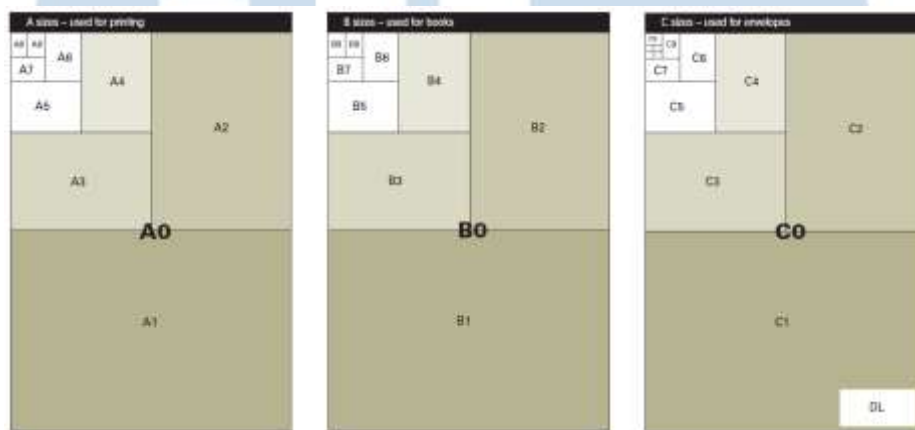 A sizes – used for printing
A8 A8
A6
A7
A4
A5
A2
A3
A0
A1
B sizes – used for books
B8 B8
B6
B7
B4
B5
B2
B3
B0
B1
C sizes – used for envelopes
C8
C6
C7
C4
C5
C2
C3
C0
C1
DL